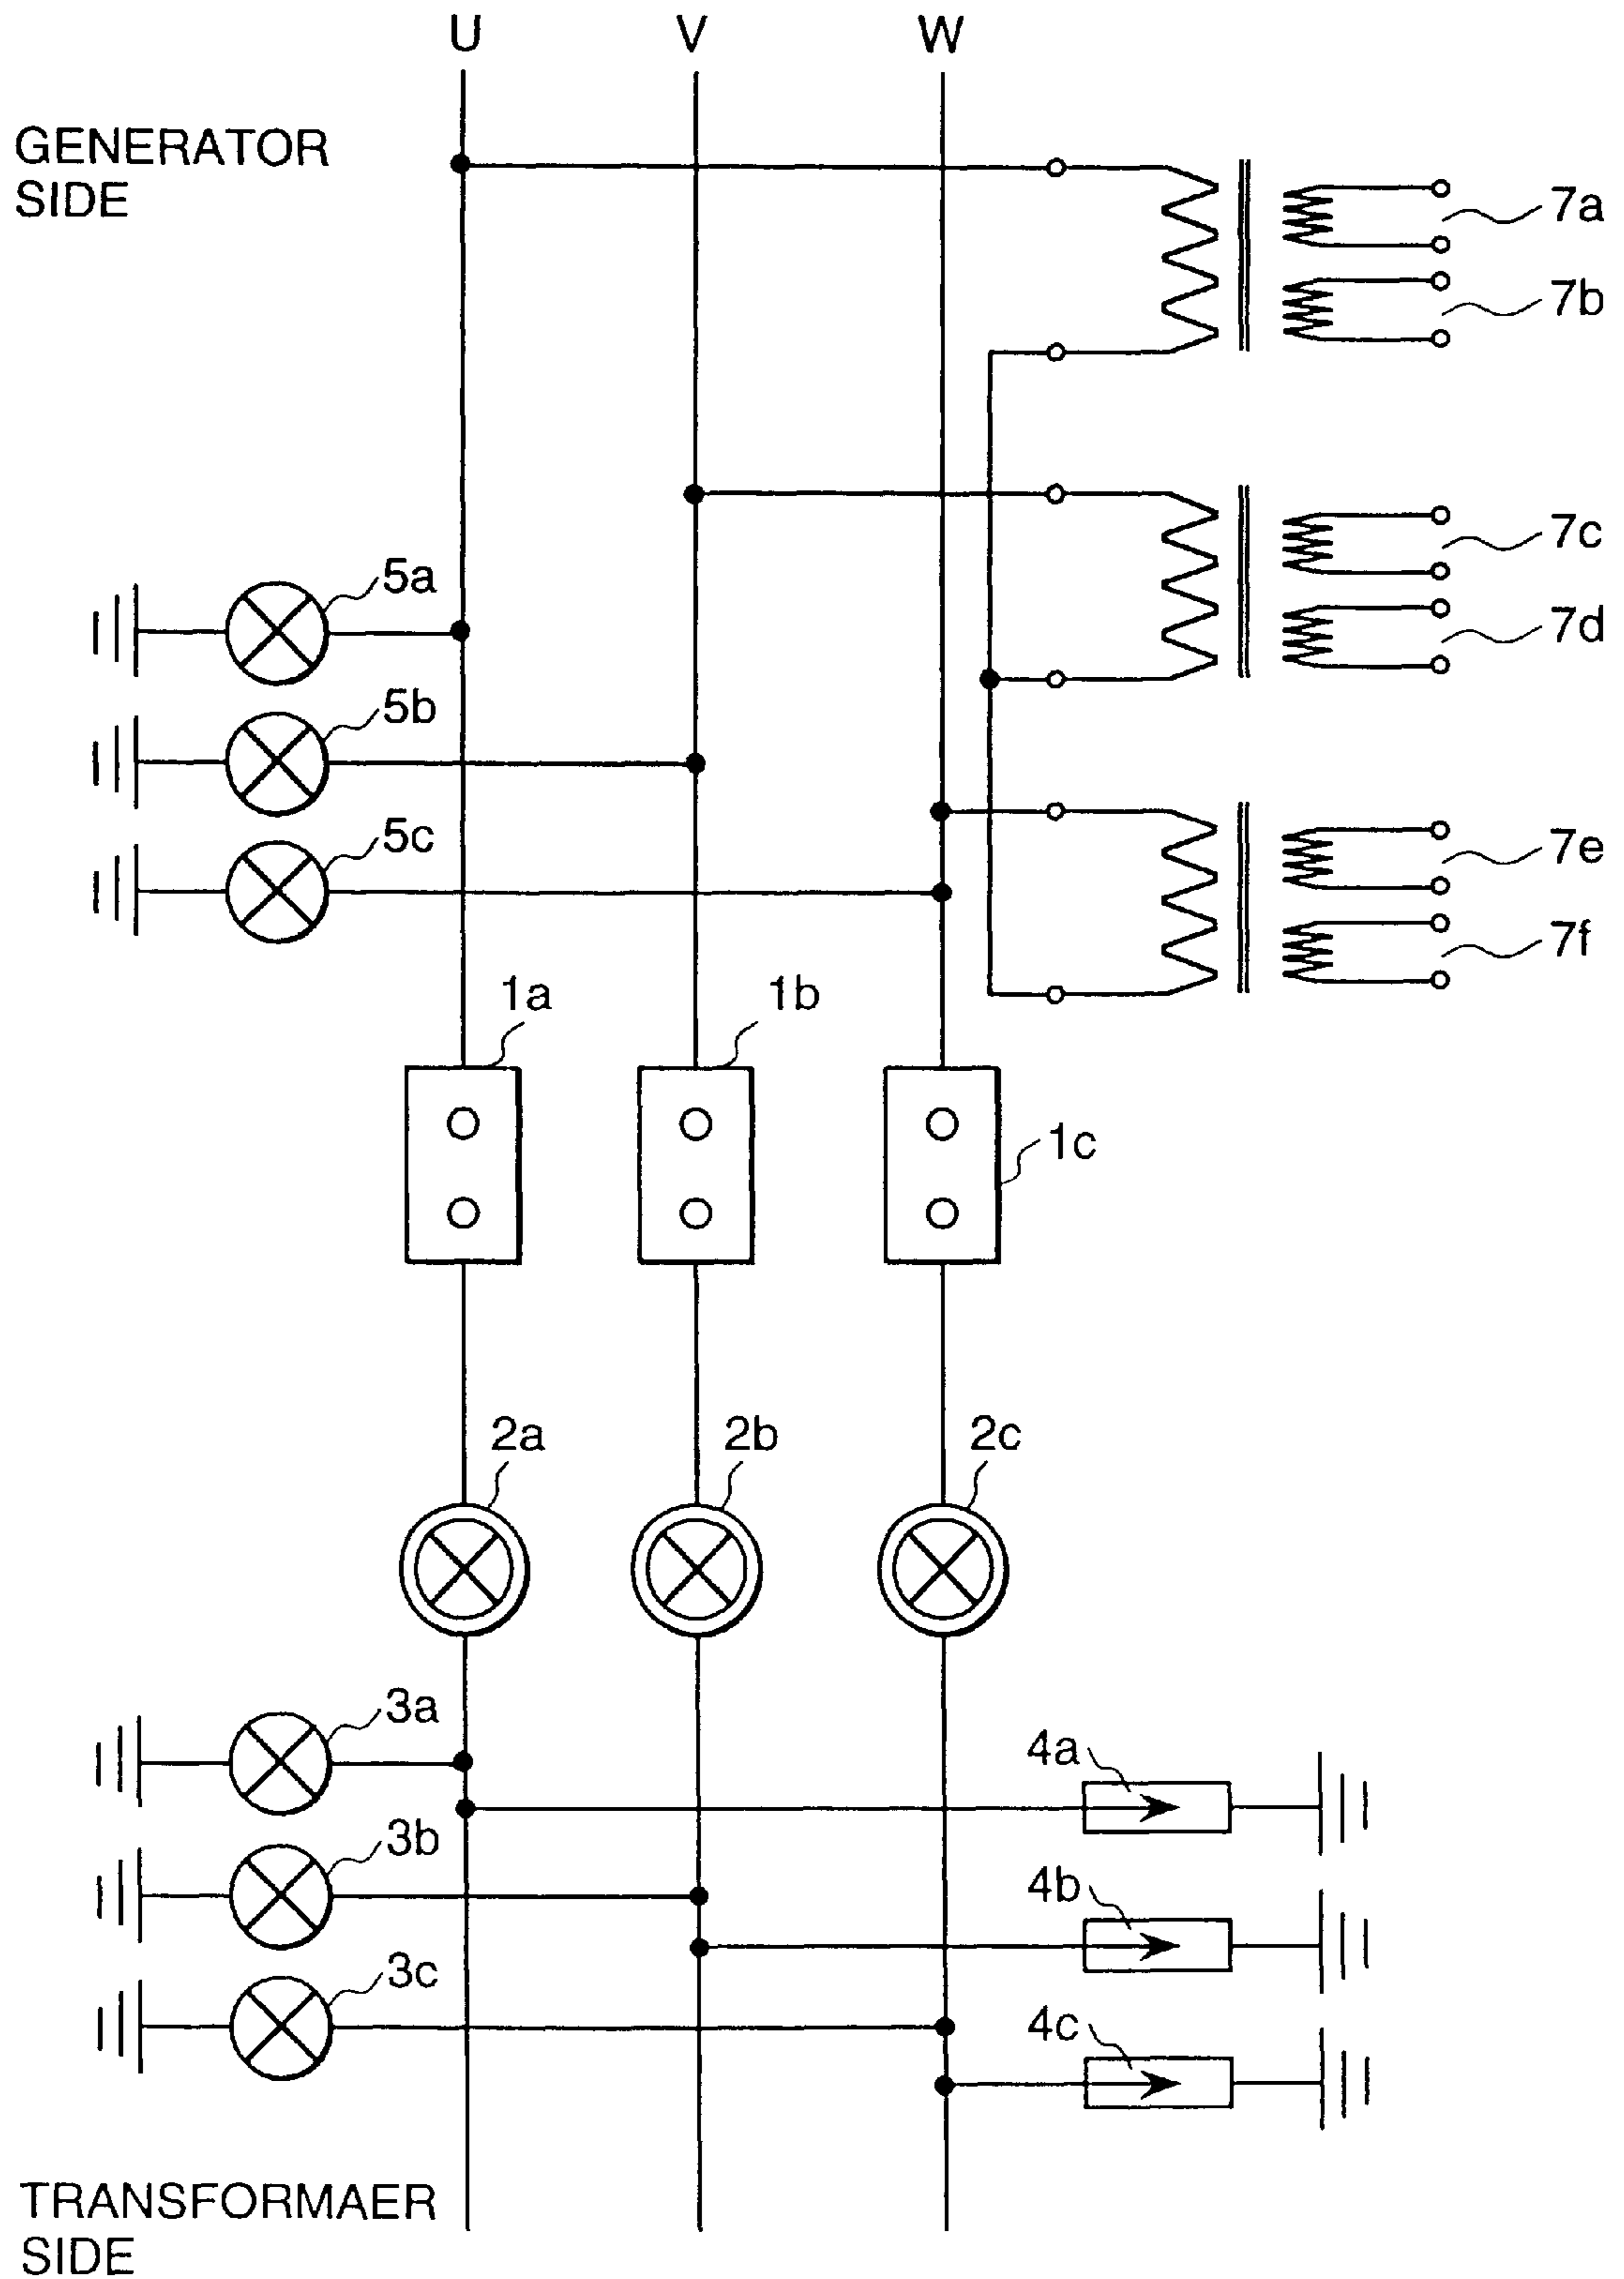 U V W
GENERATOR
SIDE
7a
7b
7c
5a
7d
5b
5c
7e
7f
1a
1b
1c
2a
2b
2c
3a
4a
3b
4b
3c
4c
TRANSFORMAER
SIDE